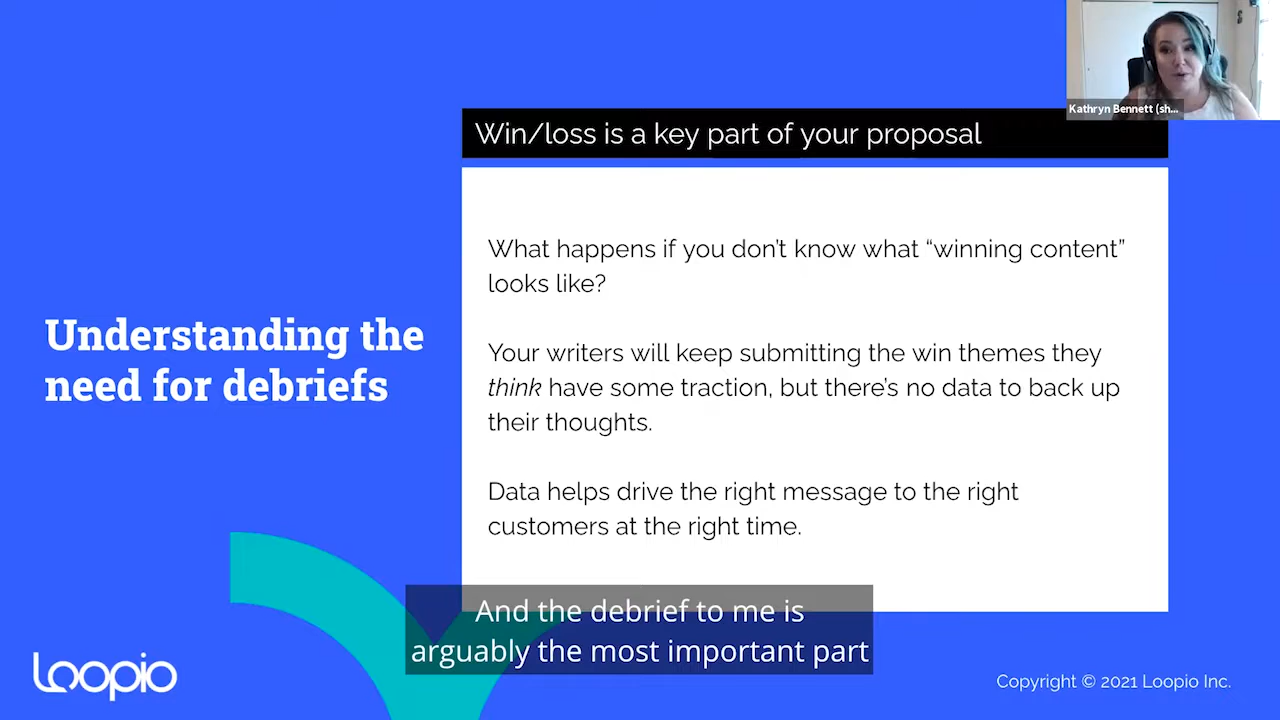 Kathryn Bennett (sh...
Win/loss is a key part of your proposal
What happens if you don't know what “winning content”
looks like?
Your writers will keep submitting the win themes they
think have some traction, but there's no data to back up
their thoughts.
Data helps drive the right message to the right
customers at the right time.
Understanding the
need for debriefs
And the debrief to me is
arguably the most important part
Loopio
Copyright © 2021 Loopio Inc.